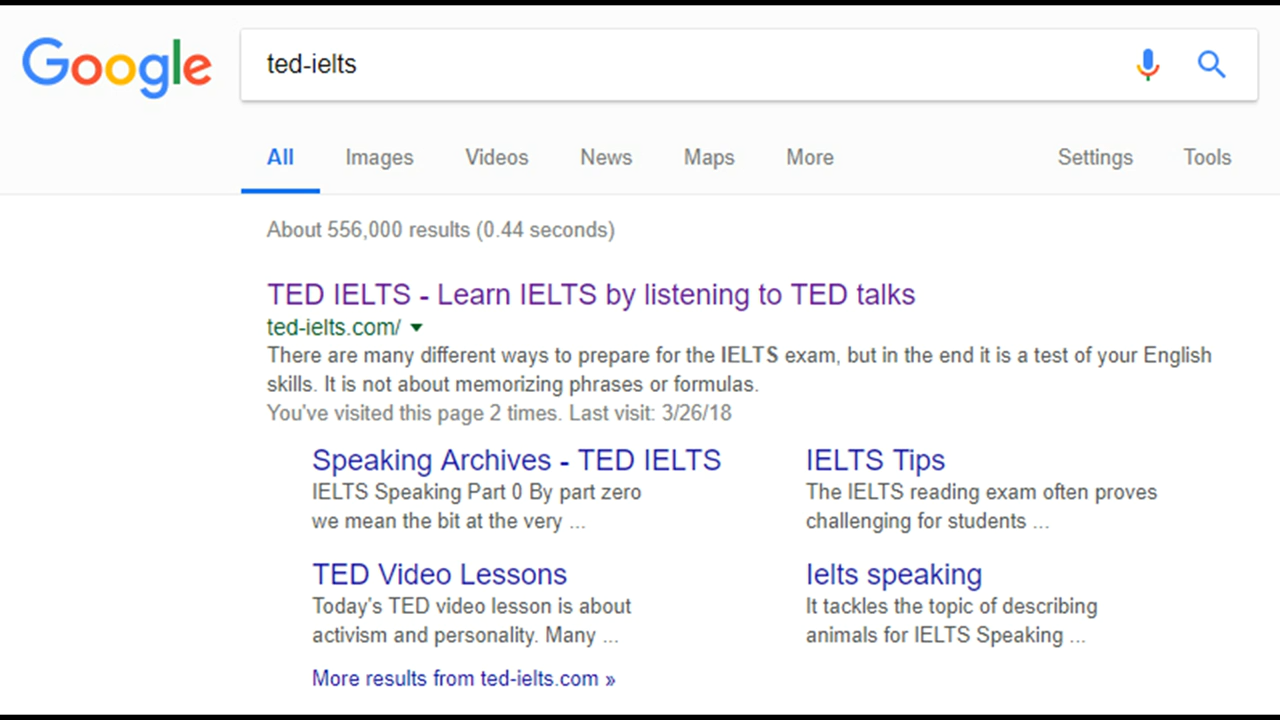 Google
ted-ielts
All Images Videos News Maps More Settings Tools
About 556,000 results (0.44 seconds)
TED IELTS - Learn IELTS by listening to TED talks
ted-ielts.com/
There are many different ways to prepare for the IELTS exam, but in the end it is a test of your English
skills. It is not about memorizing phrases or formulas.
You've visited this page 2 times. Last visit: 3/26/18
Speaking Archives - TED IELTS
IELTS Speaking Part 0 By part zero
we mean the bit at the very ...
IELTS Tips
The IELTS reading exam often proves
challenging for students ...
TED Video Lessons
Today's TED video lesson is about
activism and personality. Many ...
Ielts speaking
It tackles the topic of describing
animals for IELTS Speaking ...
More results from ted-ielts.com »